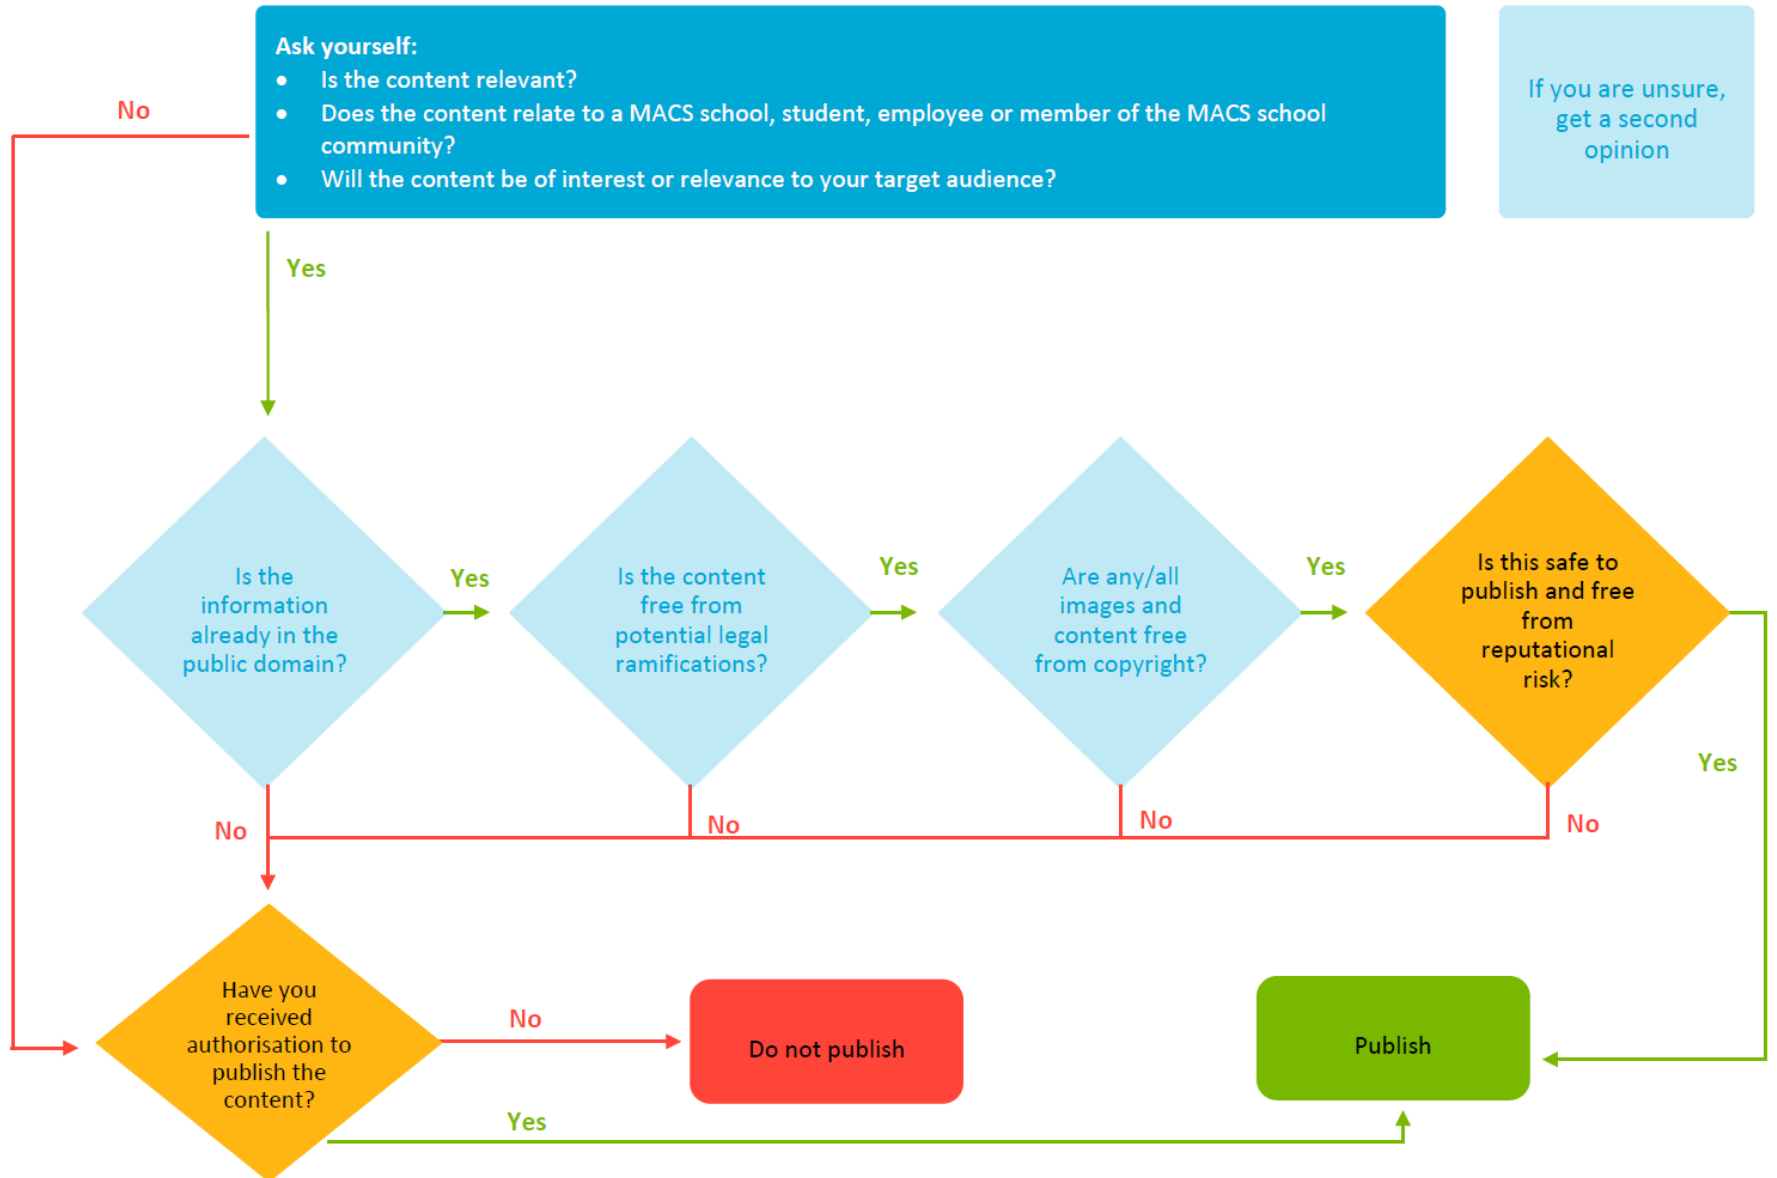 Ask yourself:
• Is the content relevant?
• Does the content relate to a MACS school, student, employee or member of the MACS school
community?
• Will the content be of interest or relevance to your target audience?
If you are unsure,
get a second
opinion
No
Yes
Is the
information
already in the
public domain?
Yes
Is the content
free from
potential legal
ramifications?
Yes
Are any/all
images and
content free
from copyright?
Yes
Is this safe to
publish and free
from
reputational
risk?
Yes
No
No
No
No
Have you
received
authorisation to
publish the
content?
No
Do not publish
Publish
Yes